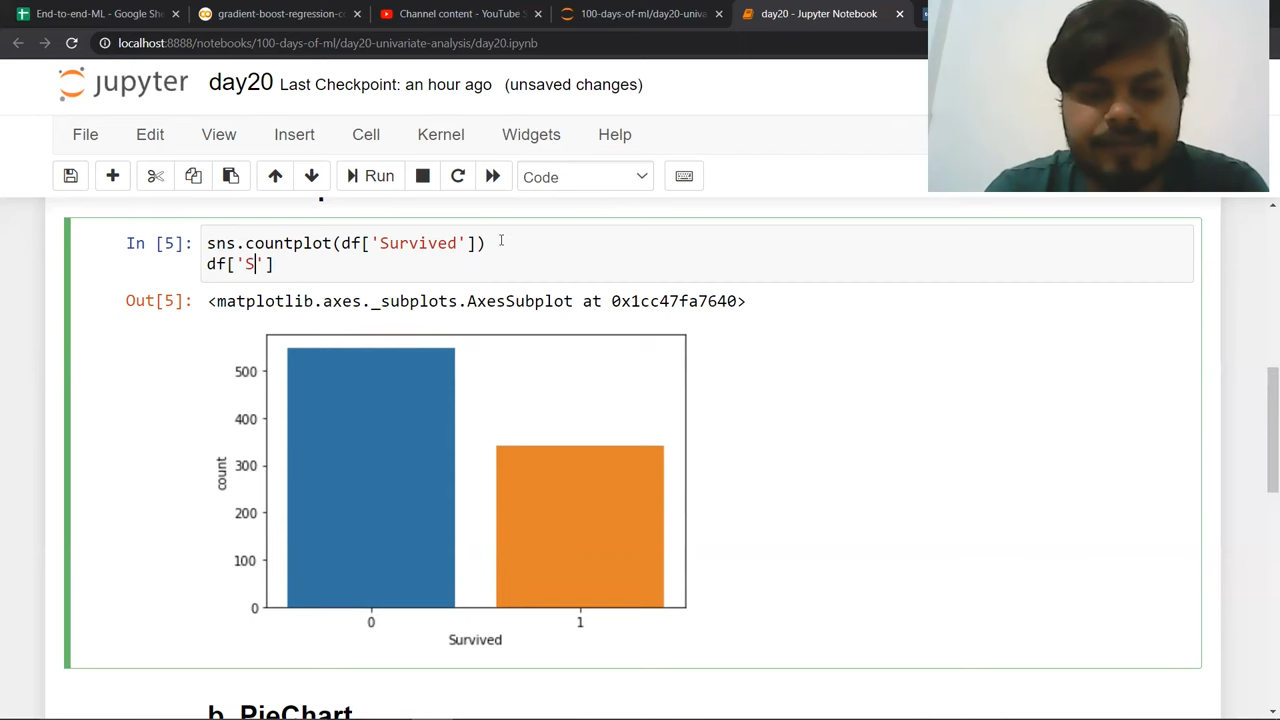 End-to-end-ML - Google She
gradient-boost-regression-co
Channel content - YouTube S
100-days-of-ml/day20-univa
day20 - Jupyter Notebook
localhost:8888/notebooks/100-days-of-ml/day20-univariate-analysis/day20.ipynb
jupyter day20 Last Checkpoint: an hour ago (unsaved changes)
File Edit View Insert Cell Kernel Widgets Help
Run Code
In [5]: sns.countplot(df['Survived'])
df['S']
Out[5]: <matplotlib.axes._subplots.AxesSubplot at 0x1cc47fa7640>
500
400
300
200
100
0
count
0 1
Survived
b. PieChart